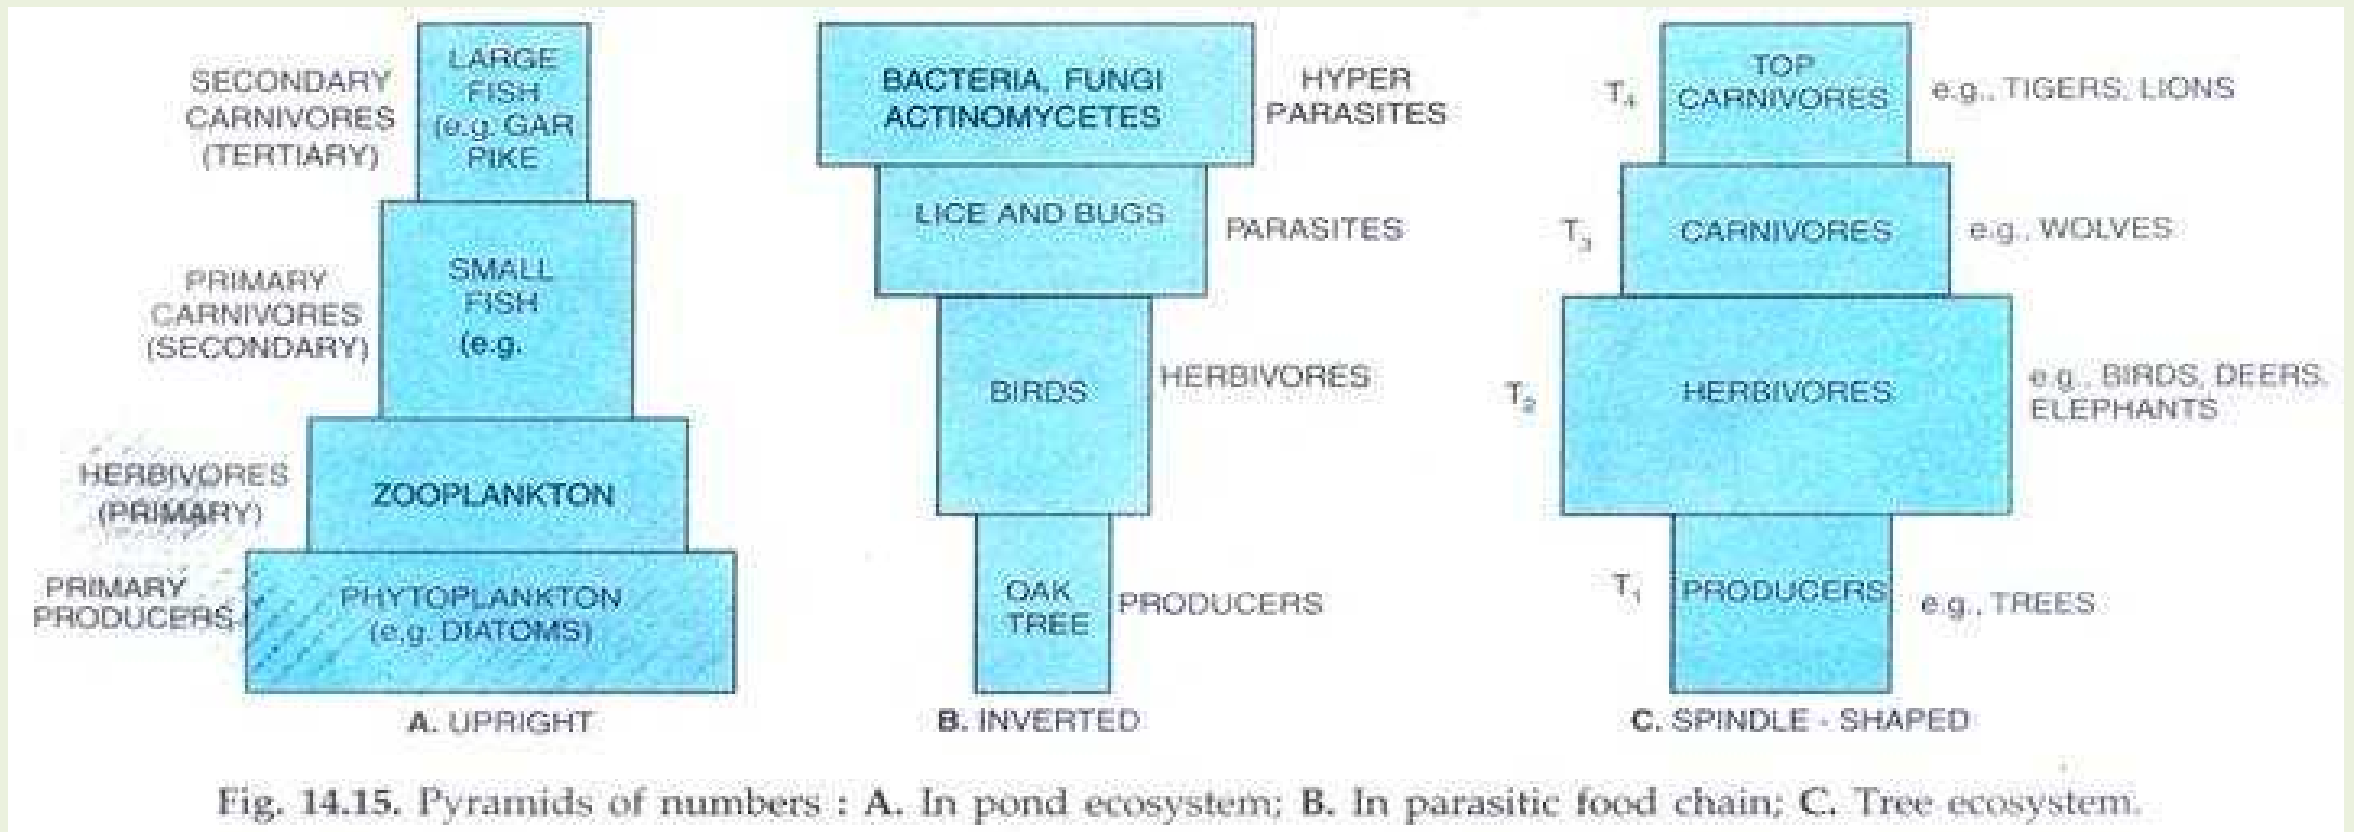 SECONDARY
CARNIVORES
(TERTIARY)
LARGE
FISH
(e.g. GAR
PIKE
PRIMARY
CARNIVORES
(SECONDARY)
SMALL
FISH
(e.g.
HERBIVORES
(PRIMARY)
ZOOPLANKTON
PRIMARY
PRODUCERS
PHYTOPLANKTON
(e.g. DIATOMS)
A. UPRIGHT
BACTERIA, FUNGI
ACTINOMYCETES
HYPER
PARASITES
LICE AND BUGS
PARASITES
BIRDS
HERBIVORES
OAK
TREE
PRODUCERS
B. INVERTED
T4
TOP
CARNIVORES
e.g., TIGERS, LIONS
T3
CARNIVORES
e.g., WOLVES
T2
HERBIVORES
e.g., BIRDS, DEERS,
ELEPHANTS
T1
PRODUCERS
e.g., TREES
C. SPINDLE - SHAPED
Fig. 14.15. Pyramids of numbers : A. In pond ecosystem; B. In parasitic food chain; C. Tree ecosystem.